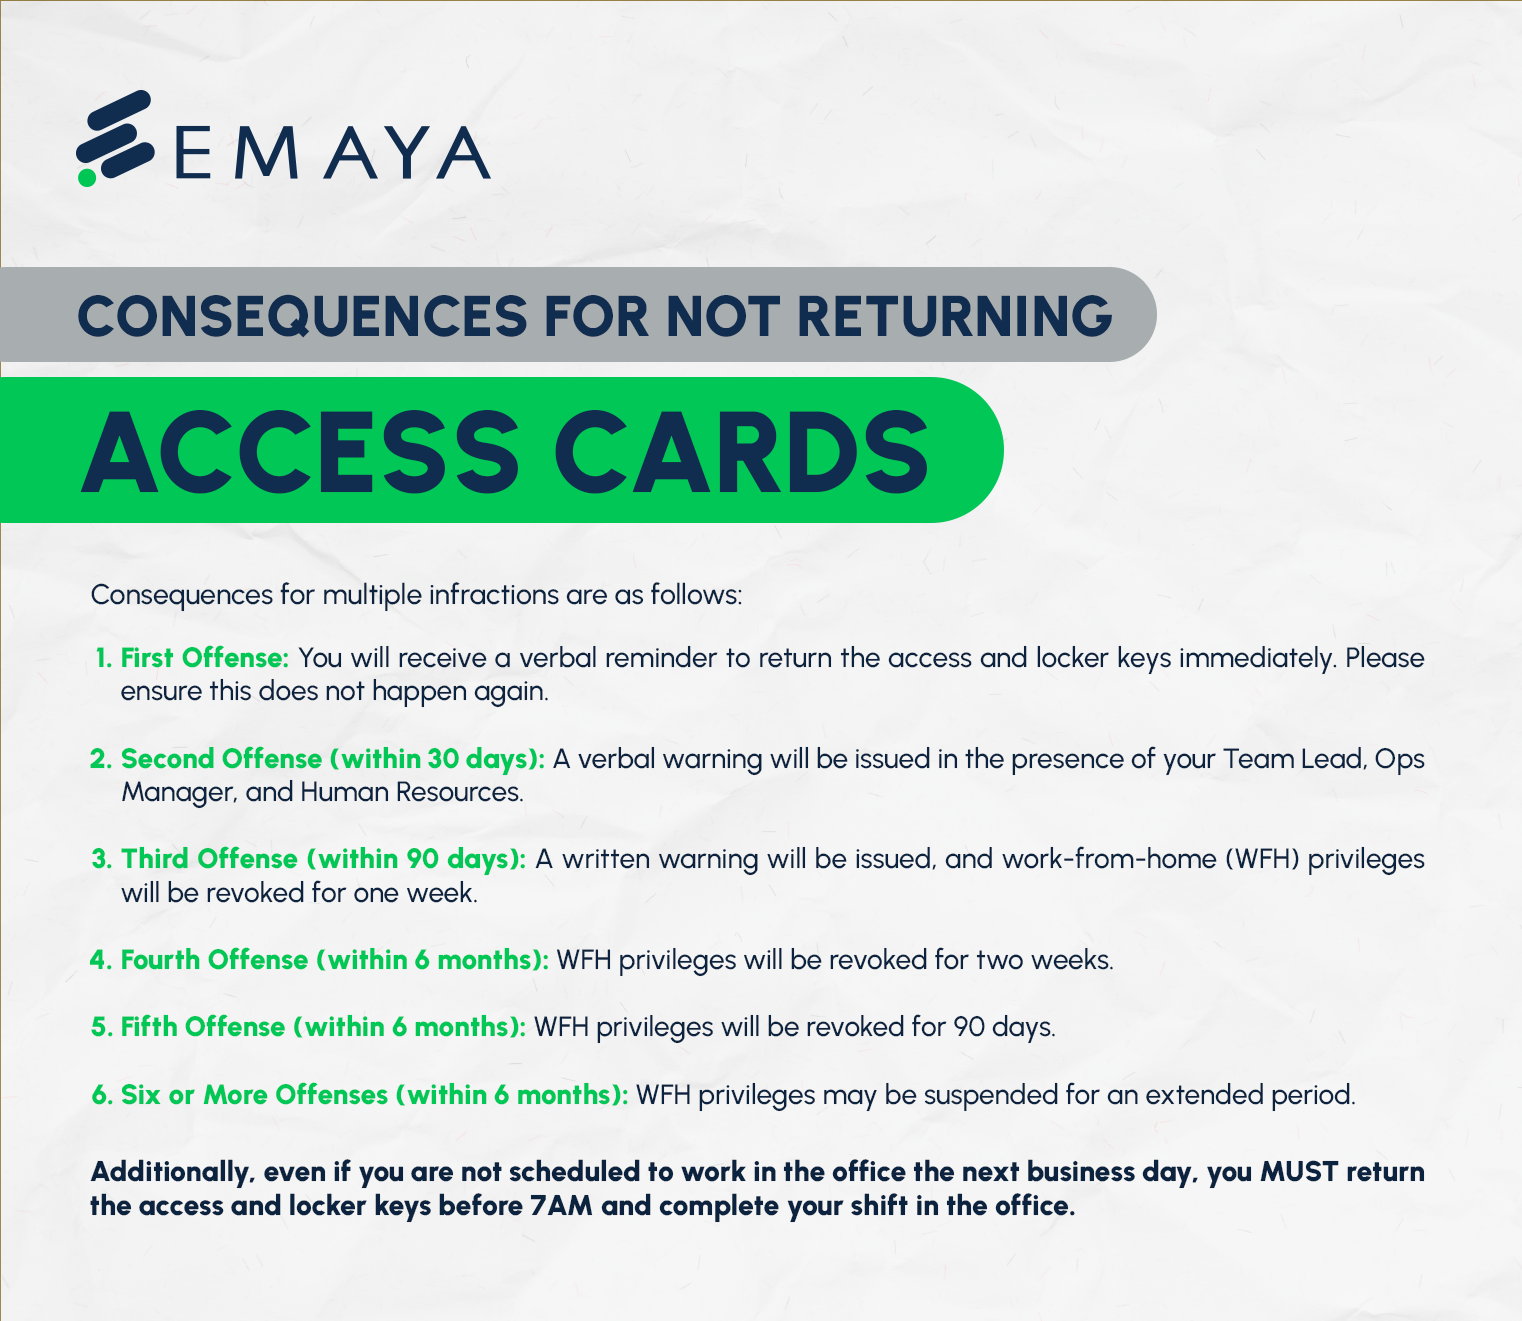 EMAYA
CONSEQUENCES FOR NOT RETURNING
ACCESS CARDS
Consequences for multiple infractions are as follows:
1. First Offense: You will receive a verbal reminder to return the access and locker keys immediately. Please
ensure this does not happen again.
2. Second Offense (within 30 days): A verbal warning will be issued in the presence of your Team Lead, Ops
Manager, and Human Resources.
3. Third Offense (within 90 days): A written warning will be issued, and work-from-home (WFH) privileges
will be revoked for one week.
4. Fourth Offense (within 6 months): WFH privileges will be revoked for two weeks.
5. Fifth Offense (within 6 months): WFH privileges will be revoked for 90 days.
6. Six or More Offenses (within 6 months): WFH privileges may be suspended for an extended period.
Additionally, even if you are not scheduled to work in the office the next business day, you MUST return
the access and locker keys before 7AM and complete your shift in the office.